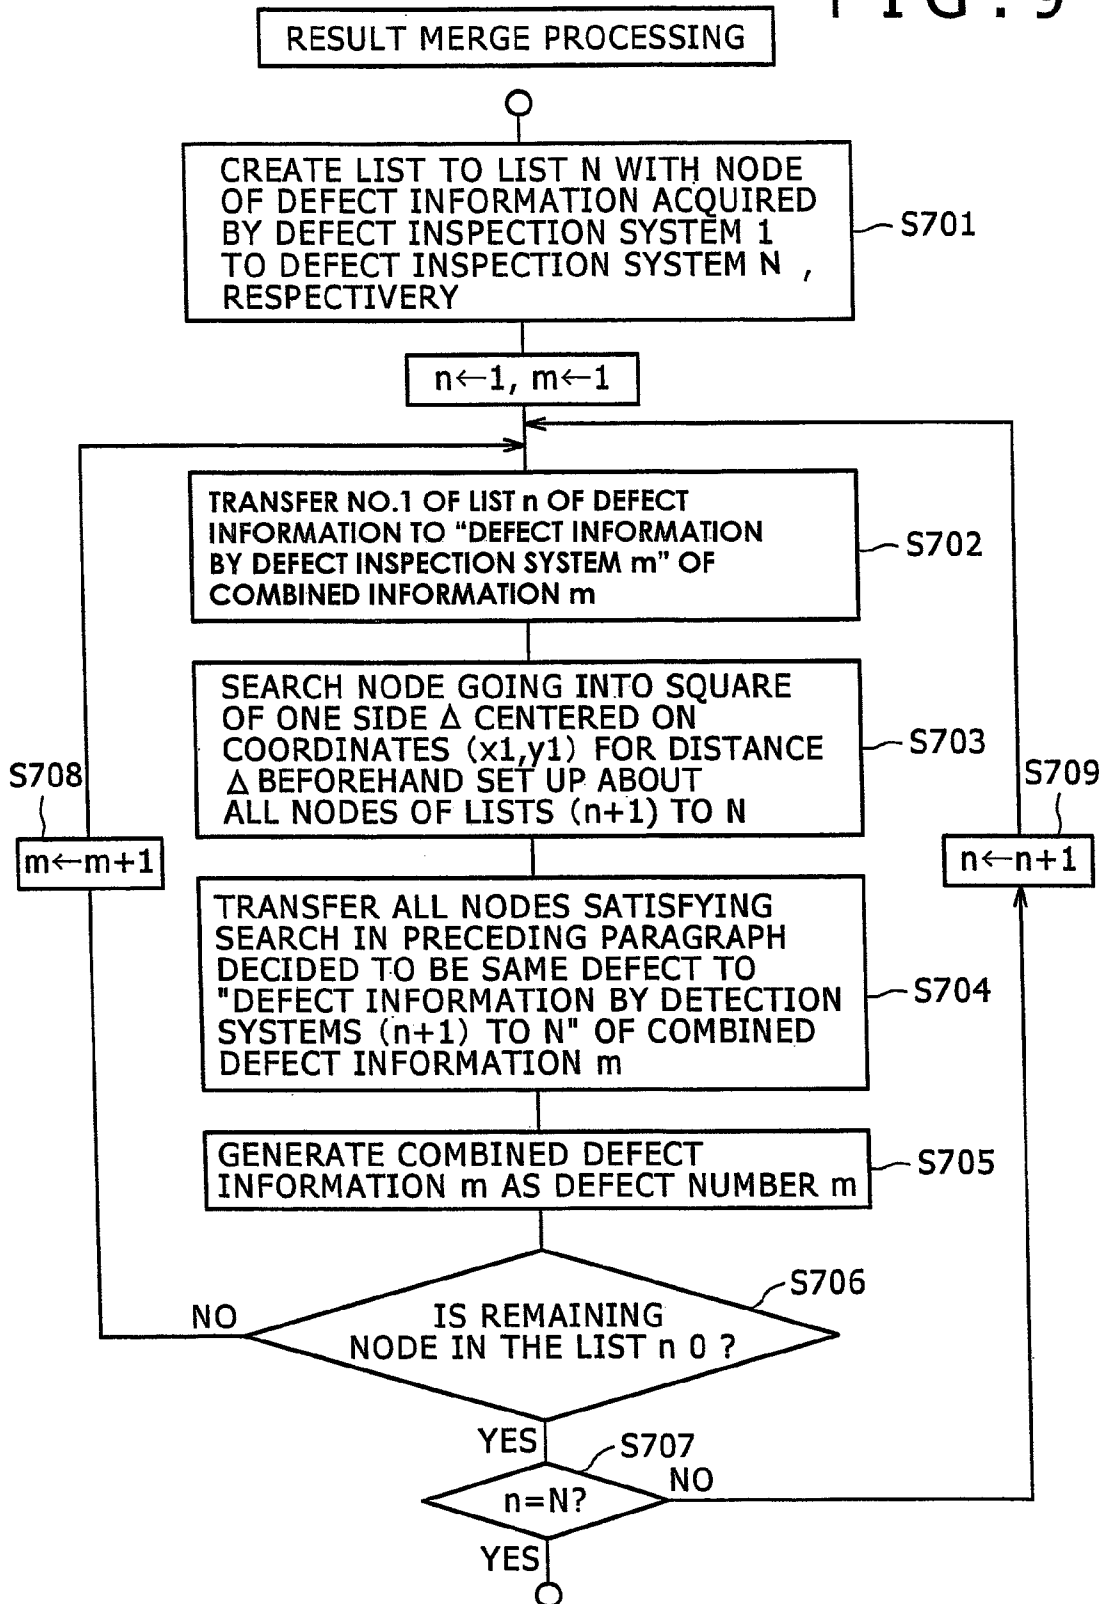 FIG. 9
RESULT MERGE PROCESSING
CREATE LIST TO LIST N WITH NODE
OF DEFECT INFORMATION ACQUIRED
BY DEFECT INSPECTION SYSTEM 1
TO DEFECT INSPECTION SYSTEM N ,
RESPECTIVERY
S701
n←1, m←1
TRANSFER NO.1 OF LIST n OF DEFECT
INFORMATION TO “DEFECT INFORMATION
BY DEFECT INSPECTION SYSTEM m” OF
COMBINED INFORMATION m
S702
SEARCH NODE GOING INTO SQUARE
OF ONE SIDE Δ CENTERED ON
COORDINATES (x1,y1) FOR DISTANCE
Δ BEFOREHAND SET UP ABOUT
ALL NODES OF LISTS (n+1) TO N
S703
S708
m←m+1
S709
n←n+1
TRANSFER ALL NODES SATISFYING
SEARCH IN PRECEDING PARAGRAPH
DECIDED TO BE SAME DEFECT TO
"DEFECT INFORMATION BY DETECTION
SYSTEMS (n+1) TO N" OF COMBINED
DEFECT INFORMATION m
S704
GENERATE COMBINED DEFECT
INFORMATION m AS DEFECT NUMBER m
S705
IS REMAINING
NODE IN THE LIST n 0 ?
S706
NO
YES
S707
n=N?
NO
YES